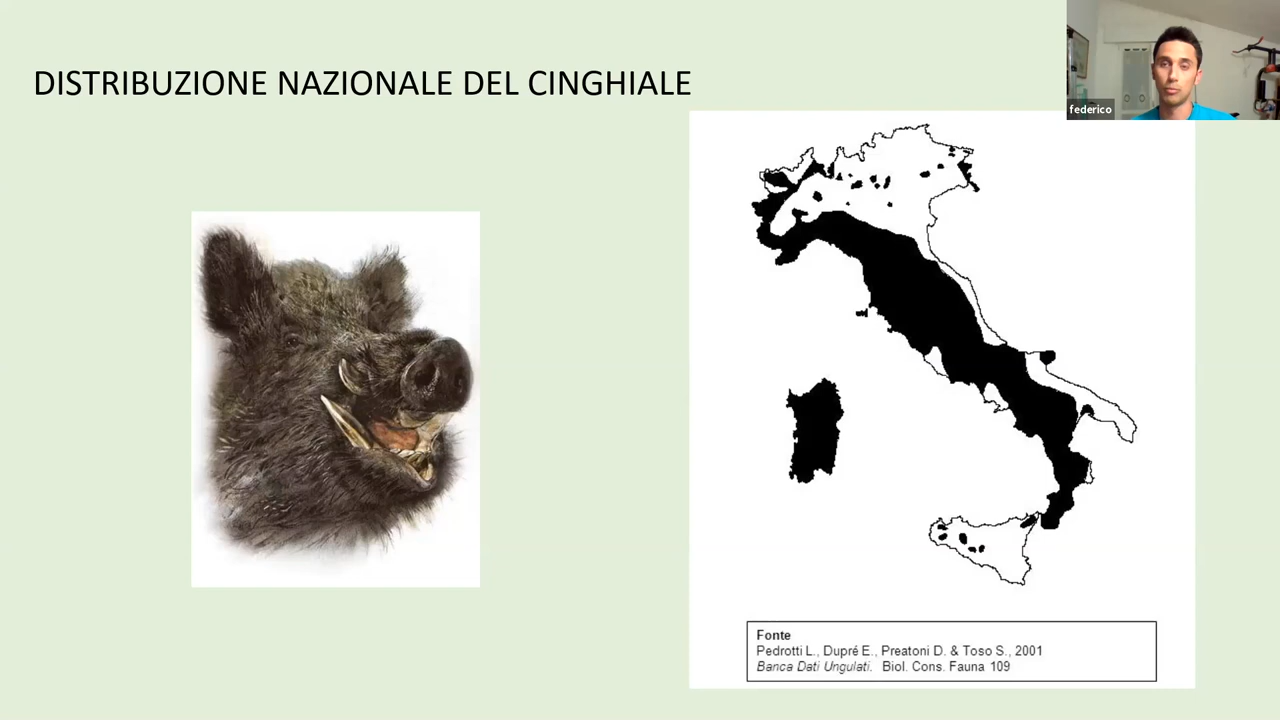 DISTRIBUZIONE NAZIONALE DEL CINGHIALE
federico
Fonte
Pedrotti L., Dupré E., Preatoni D. & Toso S., 2001
Banca Dati Ungulati. Biol. Cons. Fauna 109